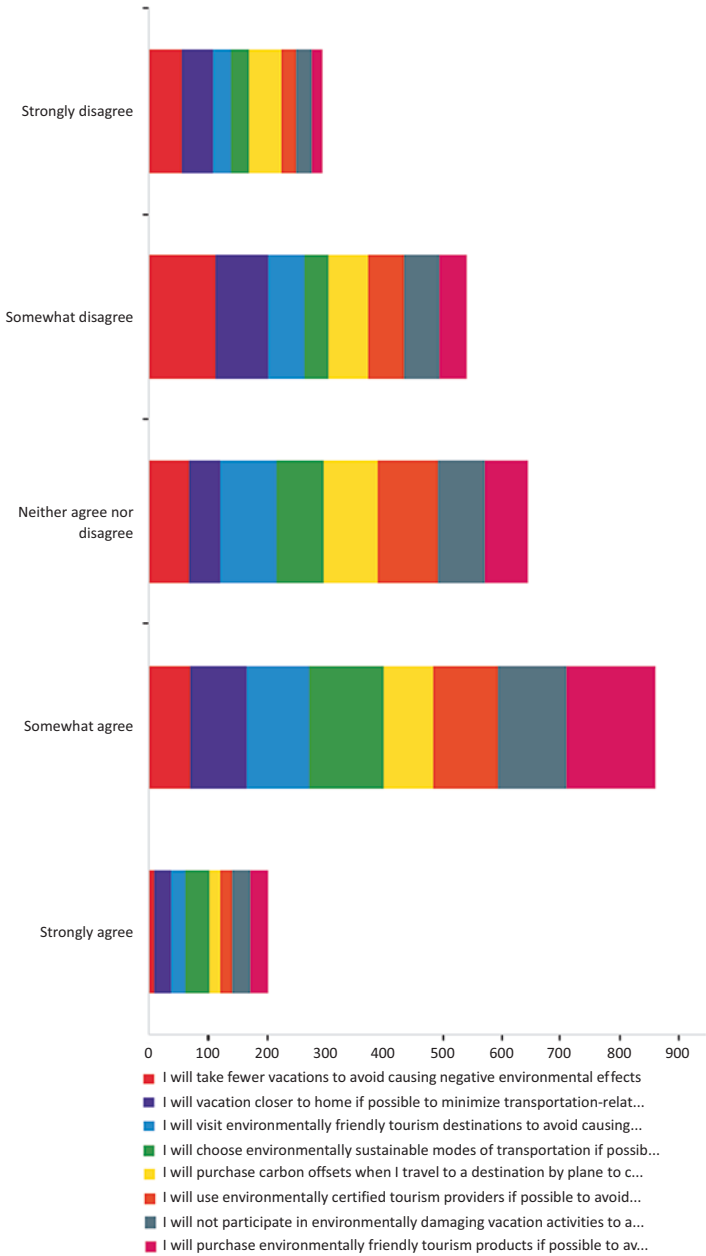 Strongly disagree
Somewhat disagree
Neither agree nor
disagree
Somewhat agree
Strongly agree
0 100 200 300 400 500 600 700 800 900
I will take fewer vacations to avoid causing negative environmental effects
I will vacation closer to home if possible to minimize transportation-relat...
I will visit environmentally friendly tourism destinations to avoid causing...
I will choose environmentally sustainable modes of transportation if possib...
I will purchase carbon offsets when I travel to a destination by plane to c...
I will use environmentally certified tourism providers if possible to avoid...
I will not participate in environmentally damaging vacation activities to a...
I will purchase environmentally friendly tourism products if possible to av...